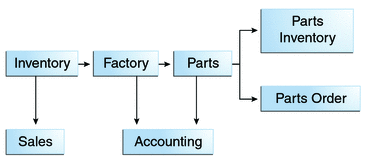 Parts
Inventory
Inventory
Factory
Parts
Parts Order
Sales
Accounting